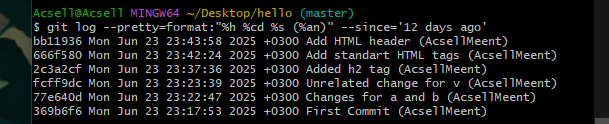 Acsell@Acsell MINGW64 ~/Desktop/hello (master)
$ git log --pretty=format:"%h %cd %s (%an)" --since='12 days ago'
bb11936 Mon Jun 23 23:43:58 2025 +0300 Add HTML header (AcsellMeent)
666f580 Mon Jun 23 23:42:24 2025 +0300 Add standart HTML tags (AcsellMeent)
2c3a2cf Mon Jun 23 23:37:36 2025 +0300 Added h2 tag (AcsellMeent)
fcff9dc Mon Jun 23 23:23:39 2025 +0300 Unrelated change for v (AcsellMeent)
77e640d Mon Jun 23 23:22:47 2025 +0300 Changes for a and b (AcsellMeent)
369b6f6 Mon Jun 23 23:17:53 2025 +0300 First Commit (AcsellMeent)